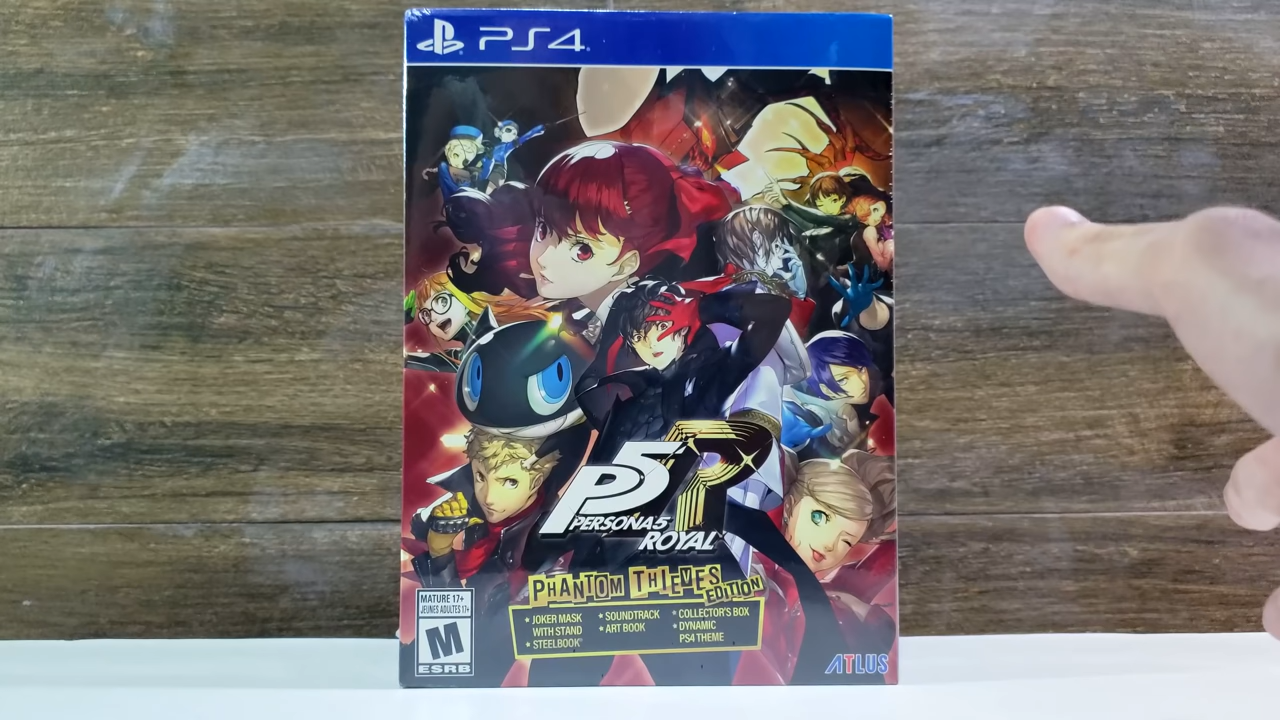 PS4
P5R
PERSONA5
ROYAL
PHANTOM THIEVES
EDITION
* JOKER MASK
WITH STAND
* STEELBOOK®
* SOUNDTRACK
* ART BOOK
* COLLECTOR'S BOX
* DYNAMIC
PS4 THEME
MATURE 17+
JEUNES ADULTES 17+
M
ESRB
ATLUS